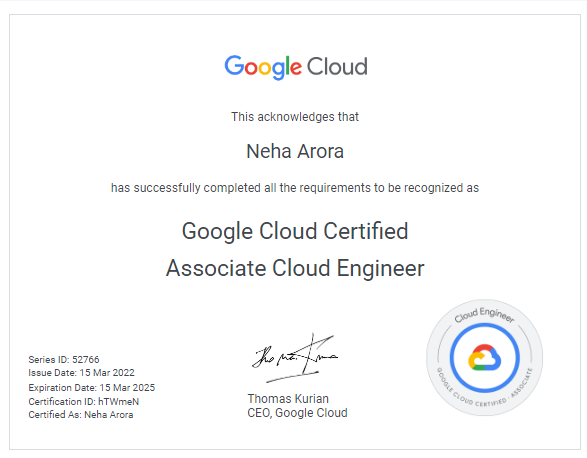 Google Cloud
This acknowledges that
Neha Arora
has successfully completed all the requirements to be recognized as
Google Cloud Certified
Associate Cloud Engineer
Series ID: 52766
Issue Date: 15 Mar 2022
Expiration Date: 15 Mar 2025
Certification ID: hTWmeN
Certified As: Neha Arora
Thomas Kurian
CEO, Google Cloud
Cloud Engineer
GOOGLE CLOUD CERTIFIED · ASSOCIATE